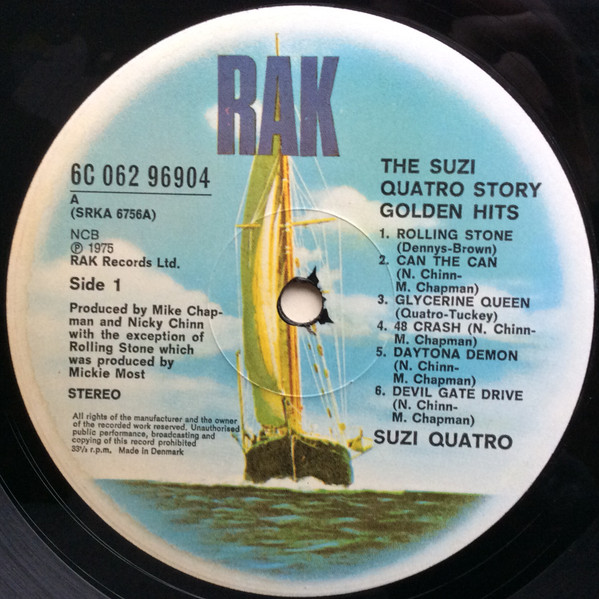 RAK
6C 062 96904
A
(SRKA 6756A)
NCB
℗ 1975
RAK Records Ltd.
Side 1
Produced by Mike Chap-
man and Nicky Chinn
with the exception of
Rolling Stone which
was produced by
Mickie Most
STEREO
All rights of the manufacturer and the owner
of the recorded work reserved. Unauthorised
public performance, broadcasting and
copying of this record prohibited
33⅓ r.p.m. Made in Denmark
THE SUZI
QUATRO STORY
GOLDEN HITS
1. ROLLING STONE
(Dennys-Brown)
2. CAN THE CAN
(N. Chinn-
M. Chapman)
3. GLYCERINE QUEEN
(Quatro-Tuckey)
4. 48 CRASH (N. Chinn-
M. Chapman)
5. DAYTONA DEMON
(N. Chinn-
M. Chapman)
6. DEVIL GATE DRIVE
(N. Chinn-
M. Chapman)
SUZI QUATRO